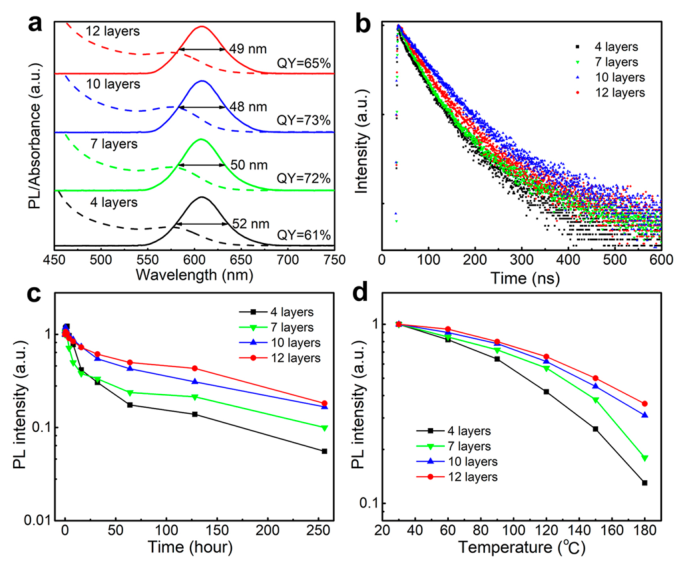 a
12 layers
49 nm
QY=65%
10 layers
48 nm
QY=73%
7 layers
50 nm
QY=72%
4 layers
52 nm
QY=61%
PL/Absorbance (a.u.)
450 500 550 600 650 700 750
Wavelength (nm)
b
4 layers
7 layers
10 layers
12 layers
Intensity (a.u.)
0 100 200 300 400 500 600
Time (ns)
c
4 layers
7 layers
10 layers
12 layers
PL intensity (a.u.)
1
0.1
0.01
0 50 100 150 200 250
Time (hour)
d
4 layers
7 layers
10 layers
12 layers
PL intensity (a.u.)
1
0.1
20 40 60 80 100 120 140 160 180
Temperature (℃)